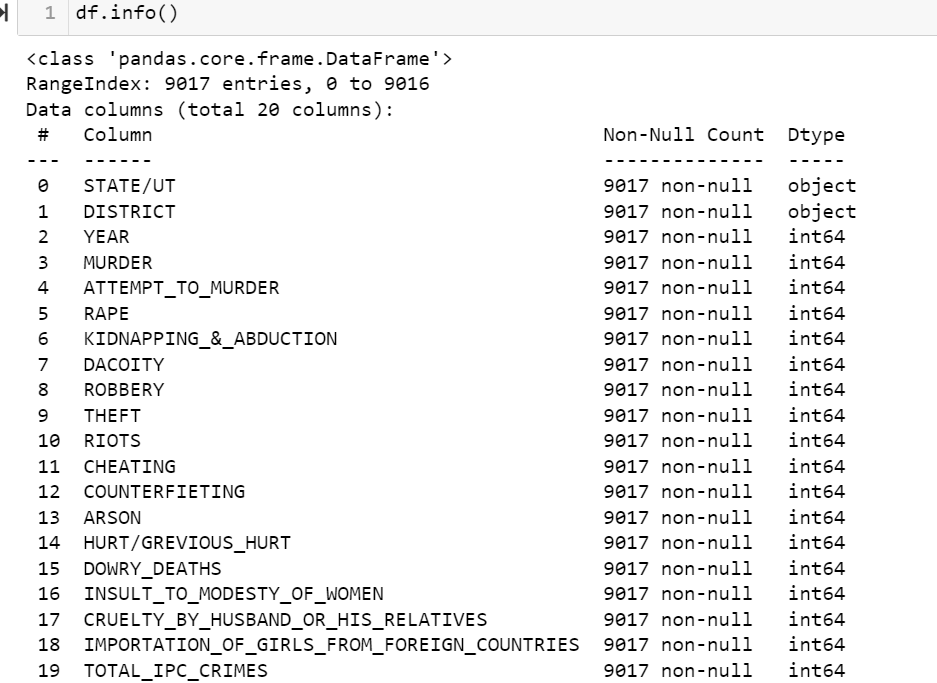 1 df.info()
<class 'pandas.core.frame.DataFrame'>
RangeIndex: 9017 entries, 0 to 9016
Data columns (total 20 columns):
 #   Column                                  Non-Null Count  Dtype
---  ------                                  --------------  -----
 0   STATE/UT                                9017 non-null   object
 1   DISTRICT                                9017 non-null   object
 2   YEAR                                    9017 non-null   int64
 3   MURDER                                  9017 non-null   int64
 4   ATTEMPT_TO_MURDER                       9017 non-null   int64
 5   RAPE                                    9017 non-null   int64
 6   KIDNAPPING_&_ABDUCTION                  9017 non-null   int64
 7   DACOITY                                 9017 non-null   int64
 8   ROBBERY                                 9017 non-null   int64
 9   THEFT                                   9017 non-null   int64
 10  RIOTS                                   9017 non-null   int64
 11  CHEATING                                9017 non-null   int64
 12  COUNTERFIETING                          9017 non-null   int64
 13  ARSON                                   9017 non-null   int64
 14  HURT/GREVIOUS_HURT                      9017 non-null   int64
 15  DOWRY_DEATHS                            9017 non-null   int64
 16  INSULT_TO_MODESTY_OF_WOMEN              9017 non-null   int64
 17  CRUELTY_BY_HUSBAND_OR_HIS_RELATIVES     9017 non-null   int64
 18  IMPORTATION_OF_GIRLS_FROM_FOREIGN_COUNTRIES  9017 non-null   int64
 19  TOTAL_IPC_CRIMES                        9017 non-null   int64